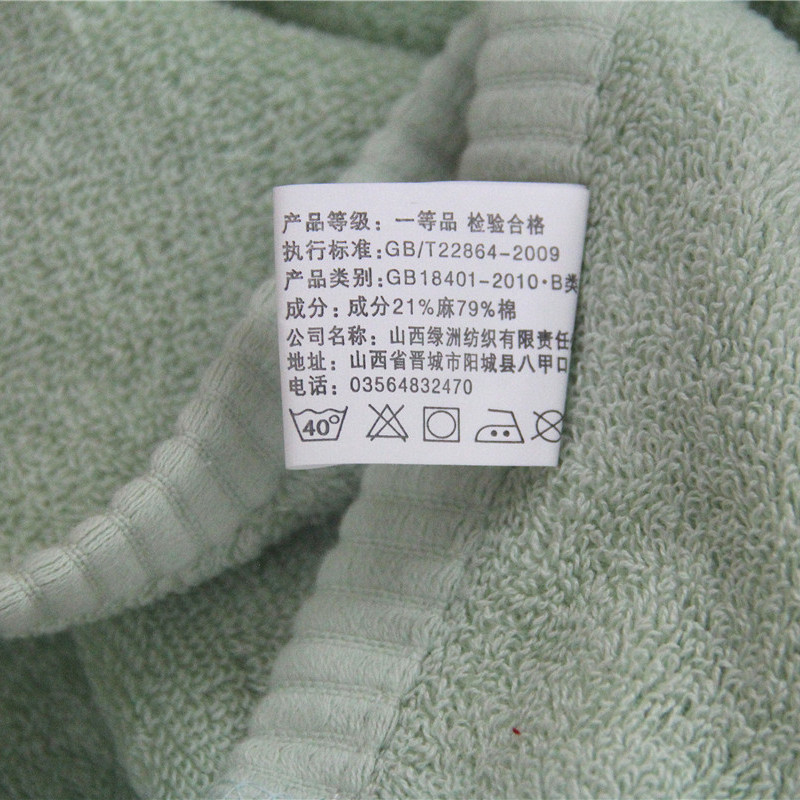 产品等级：一等品 检验合格
执行标准:GB/T22864-2009
产品类别:GB18401-2010·B类
成分：成分21%麻79%棉
公司名称：山西绿洲纺织有限责任
地址：山西省晋城市阳城县八甲口
电话：03564832470
40°